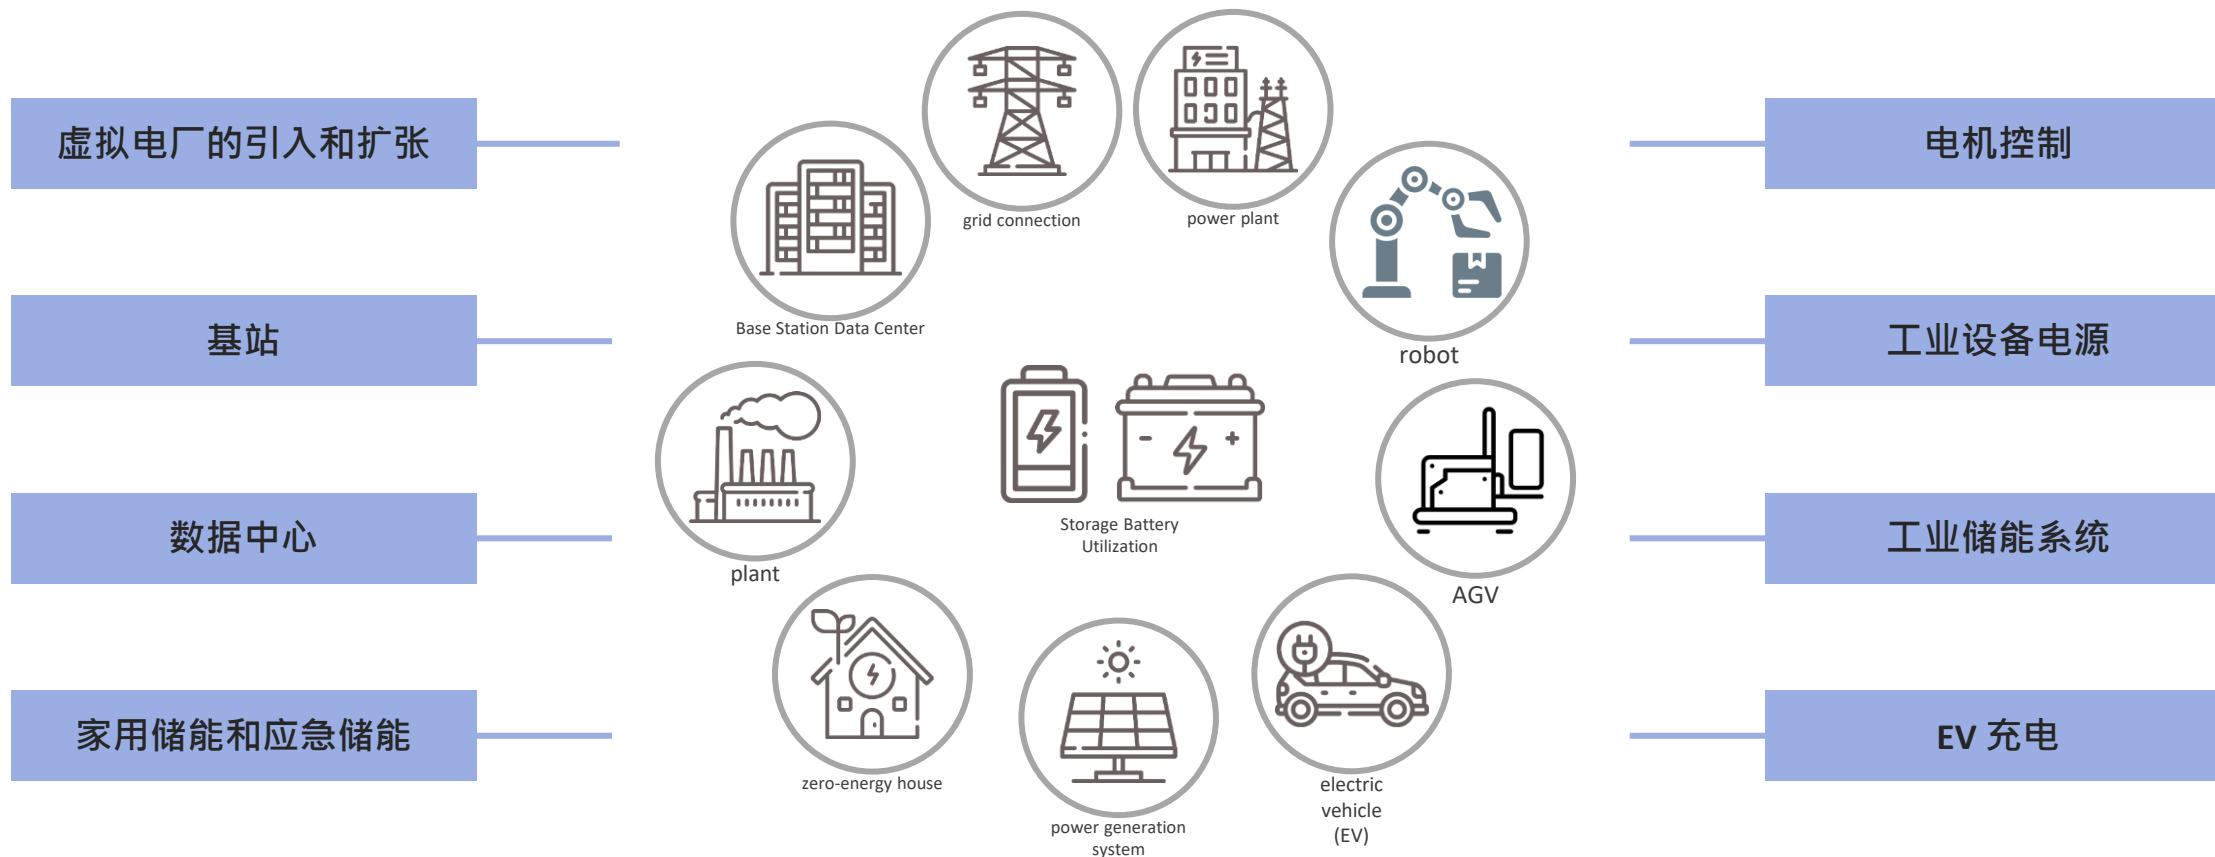 虚拟电厂的引入和扩张
基站
数据中心
家用储能和应急储能
grid connection
power plant
Base Station Data Center
robot
plant
Storage Battery
Utilization
AGV
zero-energy house
power generation
system
electric
vehicle
(EV)
电机控制
工业设备电源
工业储能系统
EV 充电